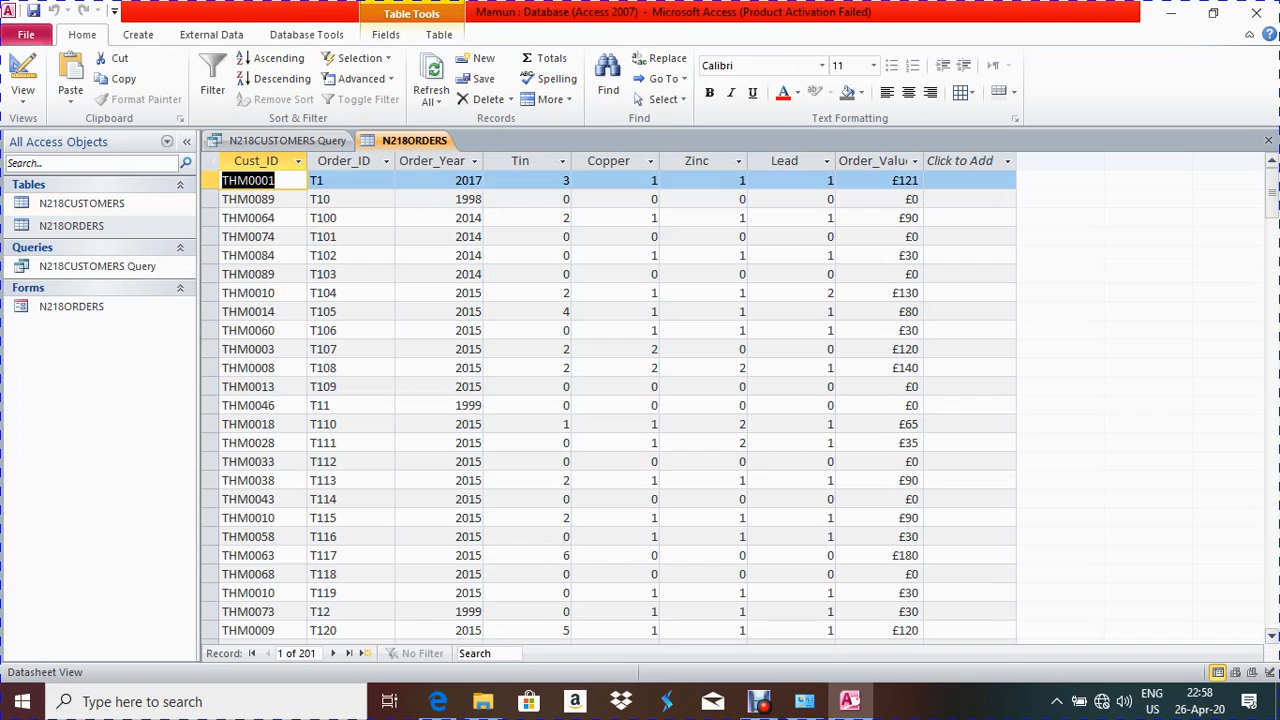 Table Tools
Mamun : Database (Access 2007) - Microsoft Access (Product Activation Failed)
File Home Create External Data Database Tools Fields Table
View
Views
Paste
Cut
Copy
Format Painter
Clipboard
Filter
Ascending
Descending
Remove Sort
Selection
Advanced
Toggle Filter
Sort & Filter
Refresh
All
New
Save
Delete
Totals
Spelling
More
Records
Find
Replace
Go To
Select
Find
Calibri 11
B I U A
Text Formatting
All Access Objects
Search..
Tables
N218CUSTOMERS
N218ORDERS
Queries
N218CUSTOMERS Query
Forms
N218ORDERS
N218CUSTOMERS Query N218ORDERS
Cust_ID Order_ID Order_Year Tin Copper Zinc Lead Order_Value Click to Add
THM0001 T1 2017 3 1 1 1 £121
THM0089 T10 1998 0 0 0 0 £0
THM0064 T100 2014 2 1 1 1 £90
THM0074 T101 2014 0 0 0 0 £0
THM0084 T102 2014 0 1 1 1 £30
THM0089 T103 2014 0 0 0 0 £0
THM0010 T104 2015 2 1 1 2 £130
THM0014 T105 2015 4 1 1 1 £80
THM0060 T106 2015 0 1 1 1 £30
THM0003 T107 2015 2 2 0 0 £120
THM0008 T108 2015 2 2 2 1 £140
THM0013 T109 2015 0 0 0 0 £0
THM0046 T11 1999 0 0 0 0 £0
THM0018 T110 2015 1 1 2 1 £65
THM0028 T111 2015 0 1 2 1 £35
THM0033 T112 2015 0 0 0 0 £0
THM0038 T113 2015 2 1 1 1 £90
THM0043 T114 2015 0 0 0 0 £0
THM0010 T115 2015 2 1 1 1 £90
THM0058 T116 2015 0 1 1 1 £30
THM0063 T117 2015 6 0 0 0 £180
THM0068 T118 2015 0 0 0 0 £0
THM0010 T119 2015 0 1 1 1 £30
THM0073 T12 1999 0 1 1 1 £30
THM0009 T120 2015 5 1 1 1 £120
Record: 1 of 201 No Filter Search
Datasheet View
Type here to search
ENG
US
22:58
26-Apr-20